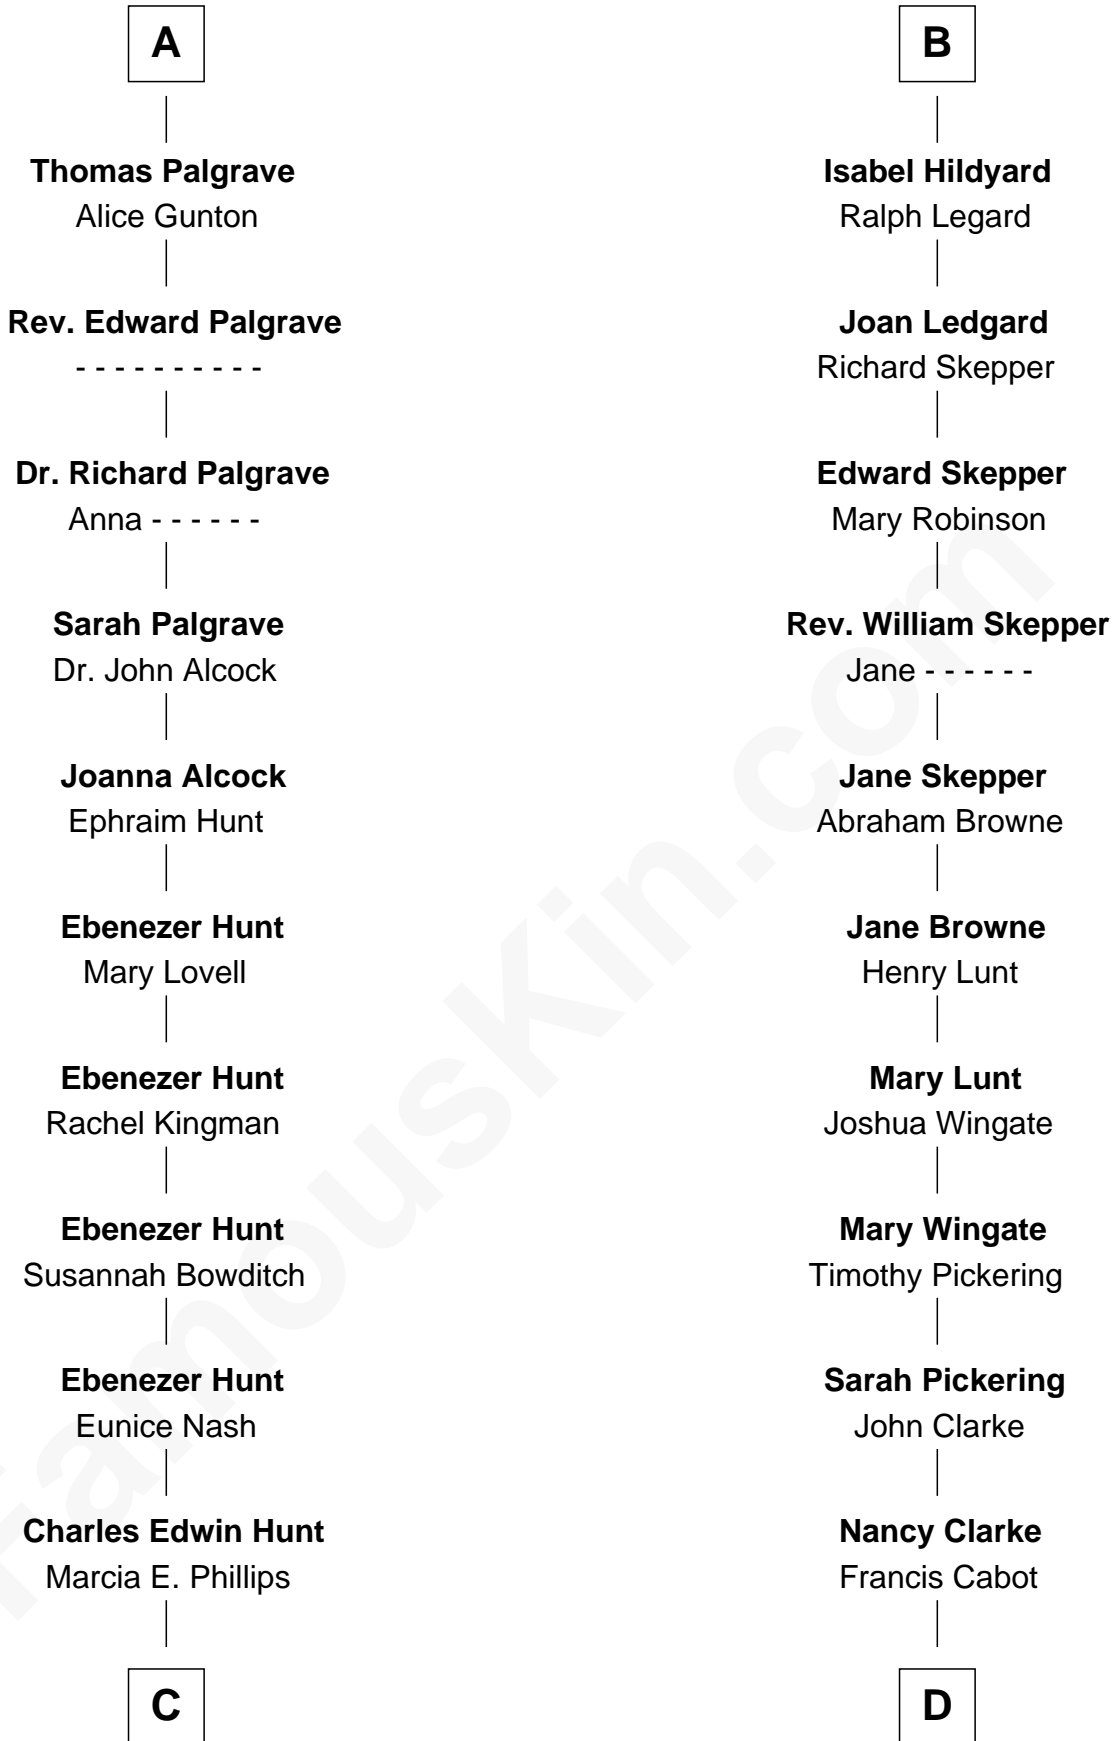 A
Thomas Palgrave
Alice Gunton
Rev. Edward Palgrave
- - - - - - - - - -
Dr. Richard Palgrave
Anna - - - - - -
Sarah Palgrave
Dr. John Alcock
Joanna Alcock
Ephraim Hunt
Ebenezer Hunt
Mary Lovell
Ebenezer Hunt
Rachel Kingman
Ebenezer Hunt
Susannah Bowditch
Ebenezer Hunt
Eunice Nash
Charles Edwin Hunt
Marcia E. Phillips
C
B
Isabel Hildyard
Ralph Legard
Joan Ledgard
Richard Skepper
Edward Skepper
Mary Robinson
Rev. William Skepper
Jane - - - - - -
Jane Skepper
Abraham Browne
Jane Browne
Henry Lunt
Mary Lunt
Joshua Wingate
Mary Wingate
Timothy Pickering
Sarah Pickering
John Clarke
Nancy Clarke
Francis Cabot
D
FamousKin.com